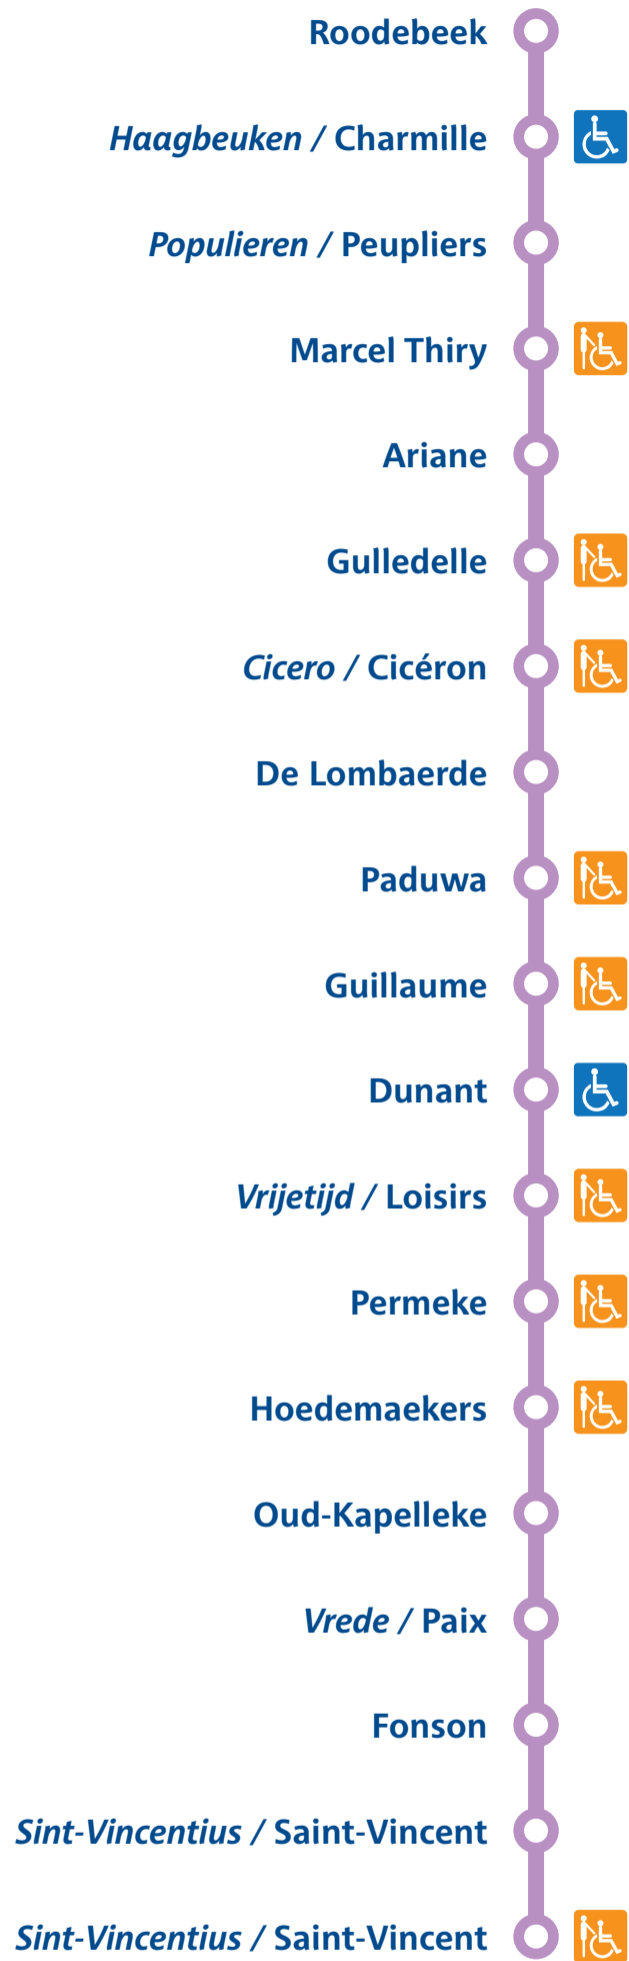 Roodebeek
Haagbeuken / Charmille
Populieren / Peupliers
Marcel Thiry
Ariane
Gulledelle
Cicero / Cicéron
De Lombaerde
Paduwa
Guillaume
Dunant
Vrijetijd / Loisirs
Permeke
Hoedemaekers
Oud-Kapelleke
Vrede / Paix
Fonson
Sint-Vincentius / Saint-Vincent
Sint-Vincentius / Saint-Vincent